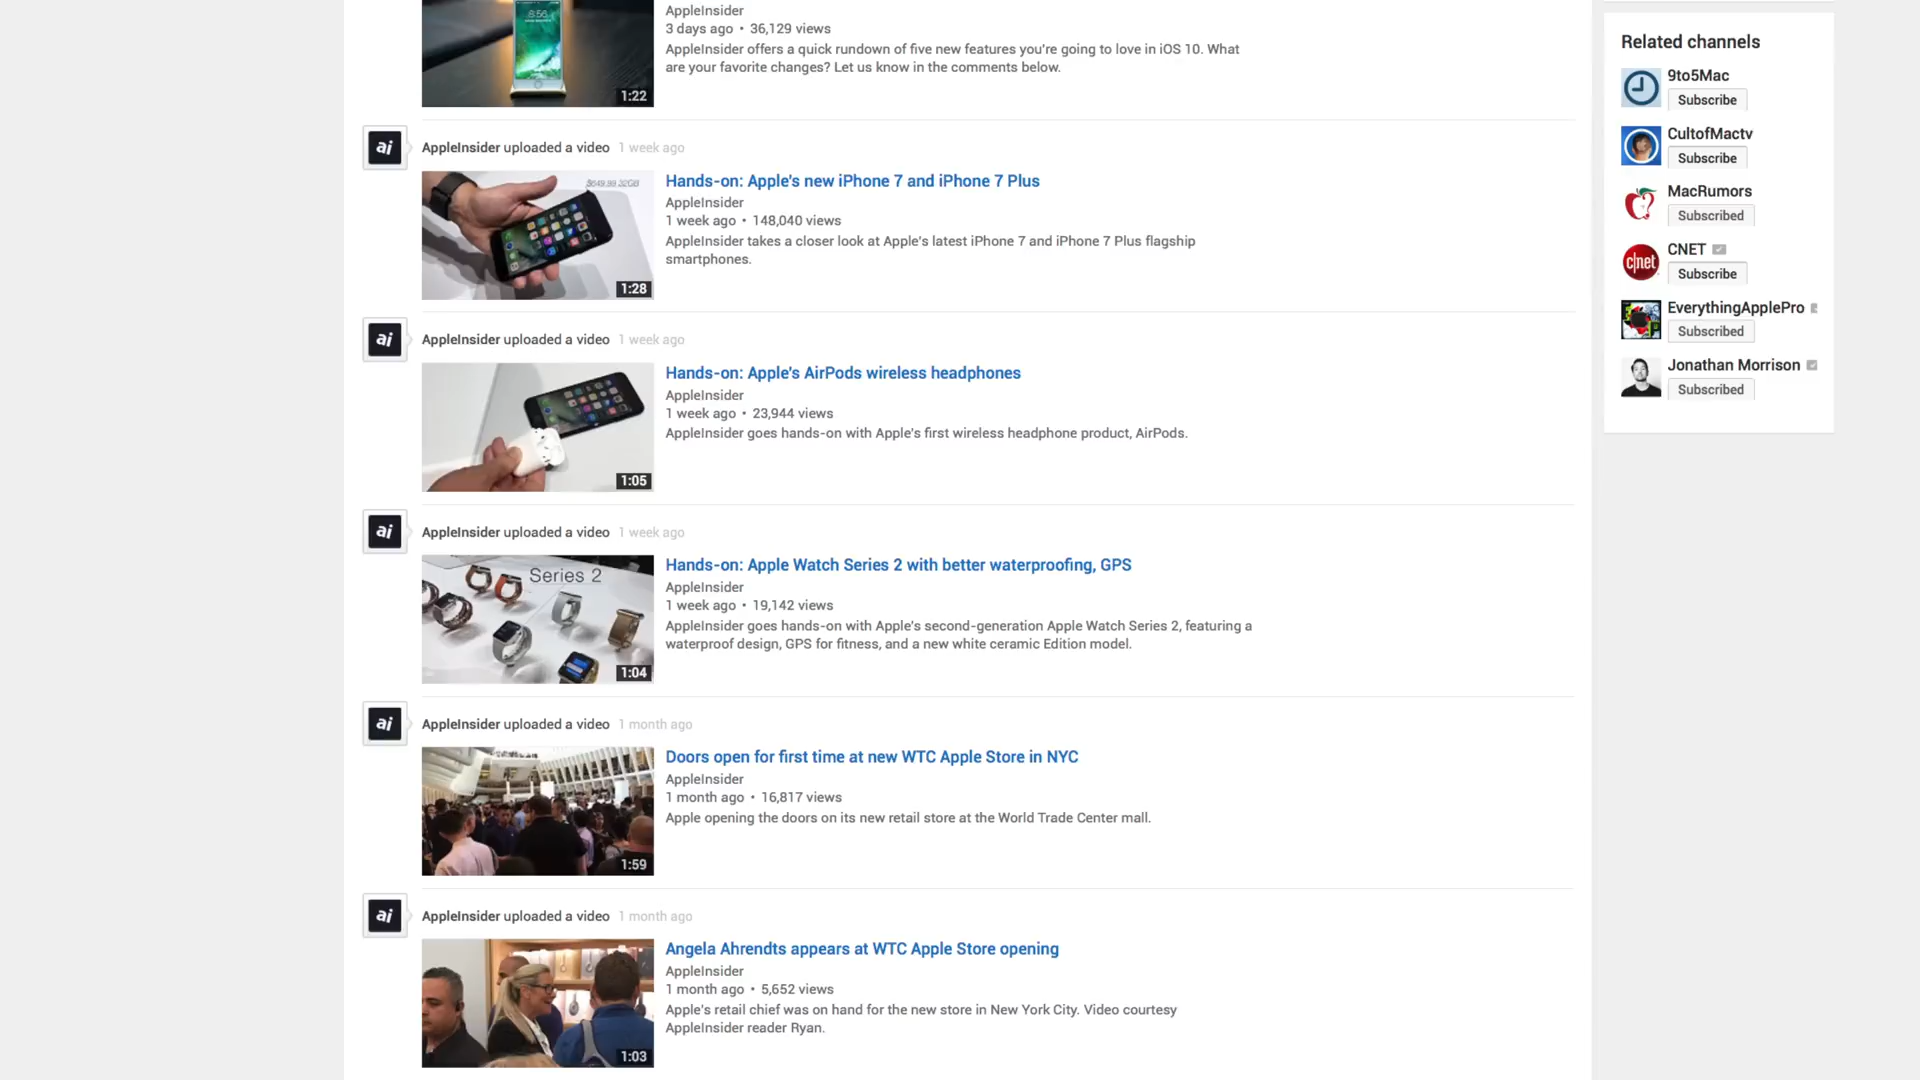 AppleInsider
3 days ago • 36,129 views
AppleInsider offers a quick rundown of five new features you're going to love in iOS 10. What
are your favorite changes? Let us know in the comments below.
1:22
ai
AppleInsider uploaded a video 1 week ago
Hands-on: Apple's new iPhone 7 and iPhone 7 Plus
AppleInsider
1 week ago • 148,040 views
AppleInsider takes a closer look at Apple's latest iPhone 7 and iPhone 7 Plus flagship
smartphones.
1:28
ai
AppleInsider uploaded a video 1 week ago
Hands-on: Apple's AirPods wireless headphones
AppleInsider
1 week ago • 23,944 views
AppleInsider goes hands-on with Apple's first wireless headphone product, AirPods.
1:05
ai
AppleInsider uploaded a video 1 week ago
Series 2
Hands-on: Apple Watch Series 2 with better waterproofing, GPS
AppleInsider
1 week ago • 19,142 views
AppleInsider goes hands-on with Apple's second-generation Apple Watch Series 2, featuring a
waterproof design, GPS for fitness, and a new white ceramic Edition model.
1:04
ai
AppleInsider uploaded a video 1 month ago
Doors open for first time at new WTC Apple Store in NYC
AppleInsider
1 month ago • 16,817 views
Apple opening the doors on its new retail store at the World Trade Center mall.
1:59
ai
AppleInsider uploaded a video 1 month ago
Angela Ahrendts appears at WTC Apple Store opening
AppleInsider
1 month ago • 5,652 views
Apple's retail chief was on hand for the new store in New York City. Video courtesy
AppleInsider reader Ryan.
1:03
Related channels
9to5Mac
Subscribe
CultofMactv
Subscribe
MacRumors
Subscribed
c|net
CNET
Subscribe
EverythingApplePro
Subscribed
Jonathan Morrison
Subscribed